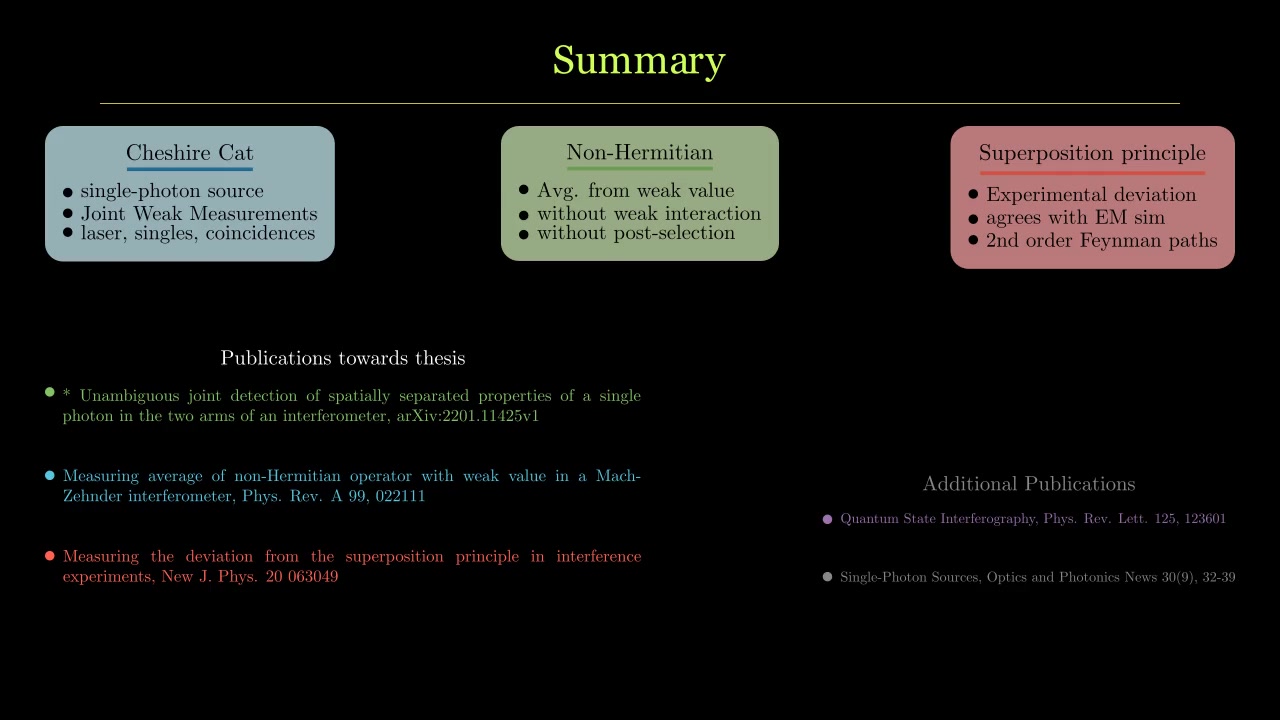 Summary
Cheshire Cat
single-photon source
Joint Weak Measurements
laser, singles, coincidences
Non-Hermitian
Avg. from weak value
without weak interaction
without post-selection
Superposition principle
Experimental deviation
agrees with EM sim
2nd order Feynman paths
Publications towards thesis
* Unambiguous joint detection of spatially separated properties of a single
photon in the two arms of an interferometer, arXiv:2201.11425v1
Measuring average of non-Hermitian operator with weak value in a Mach-
Zehnder interferometer, Phys. Rev. A 99, 022111
Measuring the deviation from the superposition principle in interference
experiments, New J. Phys. 20 063049
Additional Publications
Quantum State Interferography, Phys. Rev. Lett. 125, 123601
Single-Photon Sources, Optics and Photonics News 30(9), 32-39